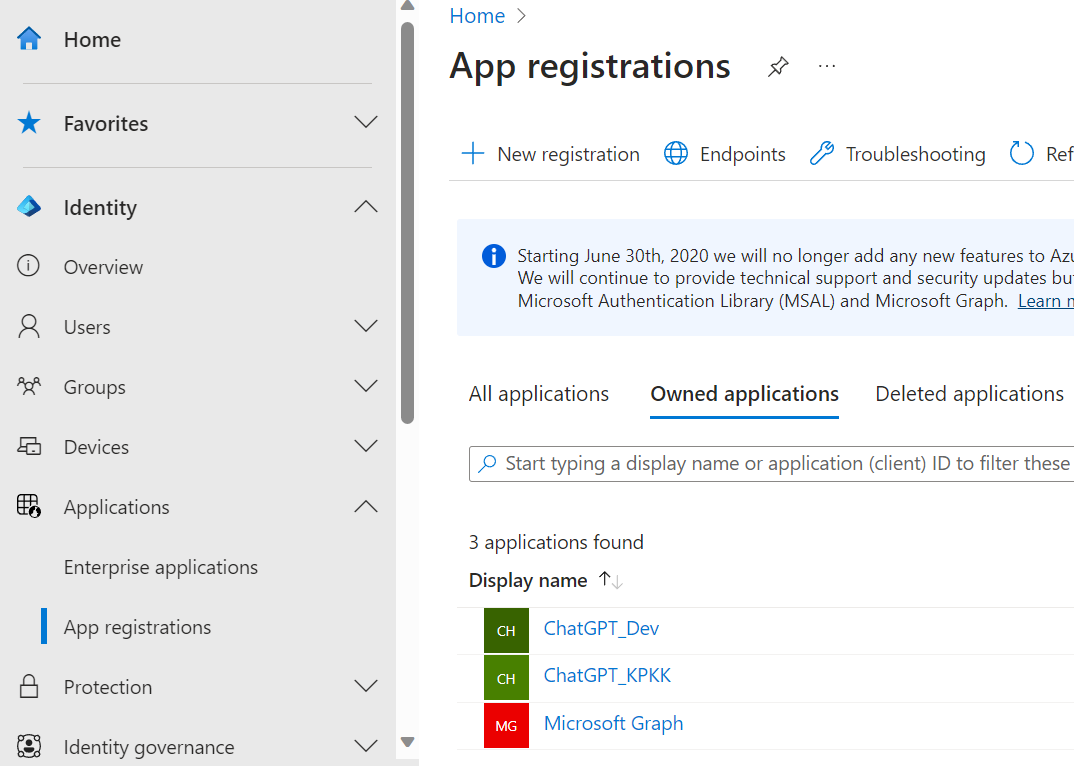 Home
Favorites
Identity
Overview
Users
Groups
Devices
Applications
Enterprise applications
App registrations
Protection
Identity governance
Home
App registrations
New registration
Endpoints
Troubleshooting
Starting June 30th, 2020 we will no longer add any new features to
We will continue to provide technical support and security updates
Microsoft Authentication Library (MSAL) and Microsoft Graph. Learn
All applications
Owned applications
Deleted applications
Start typing a display name or application (client) ID to filter these
3 applications found
Display name
CH ChatGPT_Dev
CH ChatGPT_KPKK
MG Microsoft Graph